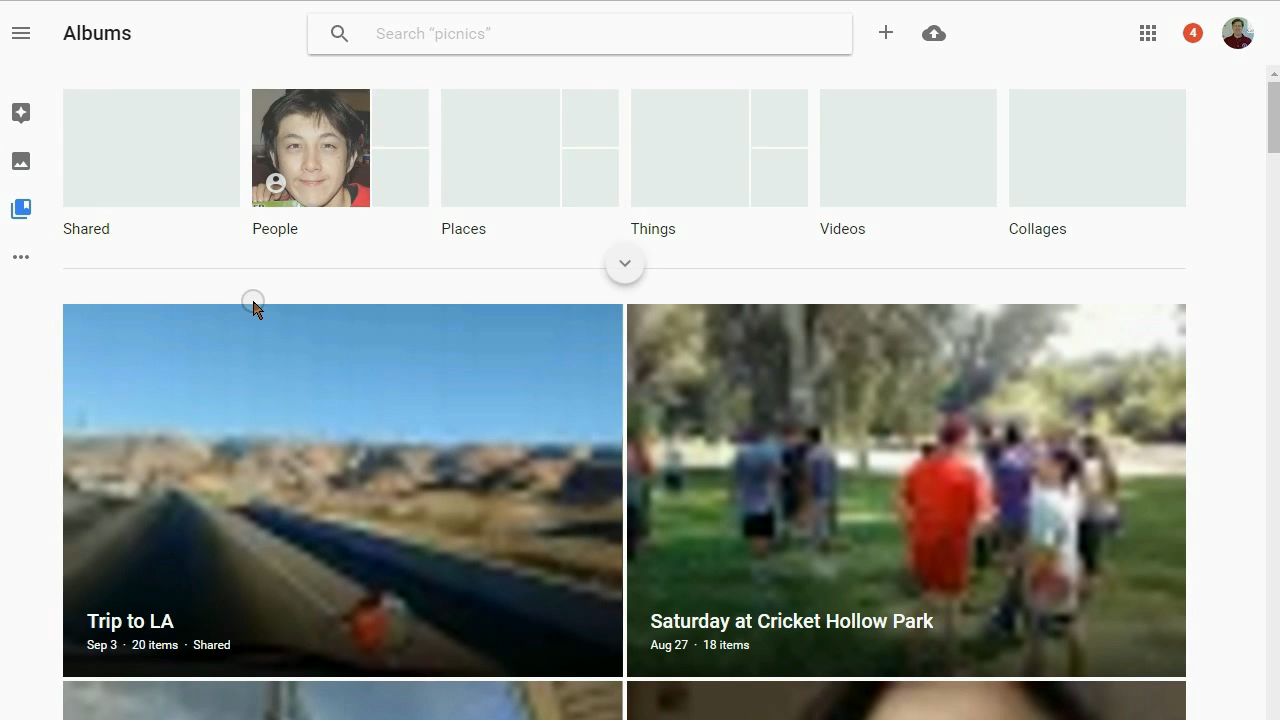 Albums
Search “picnics”
4
Shared
People
Places
Things
Videos
Collages
Trip to LA
Sep 3 · 20 items · Shared
Saturday at Cricket Hollow Park
Aug 27 · 18 items